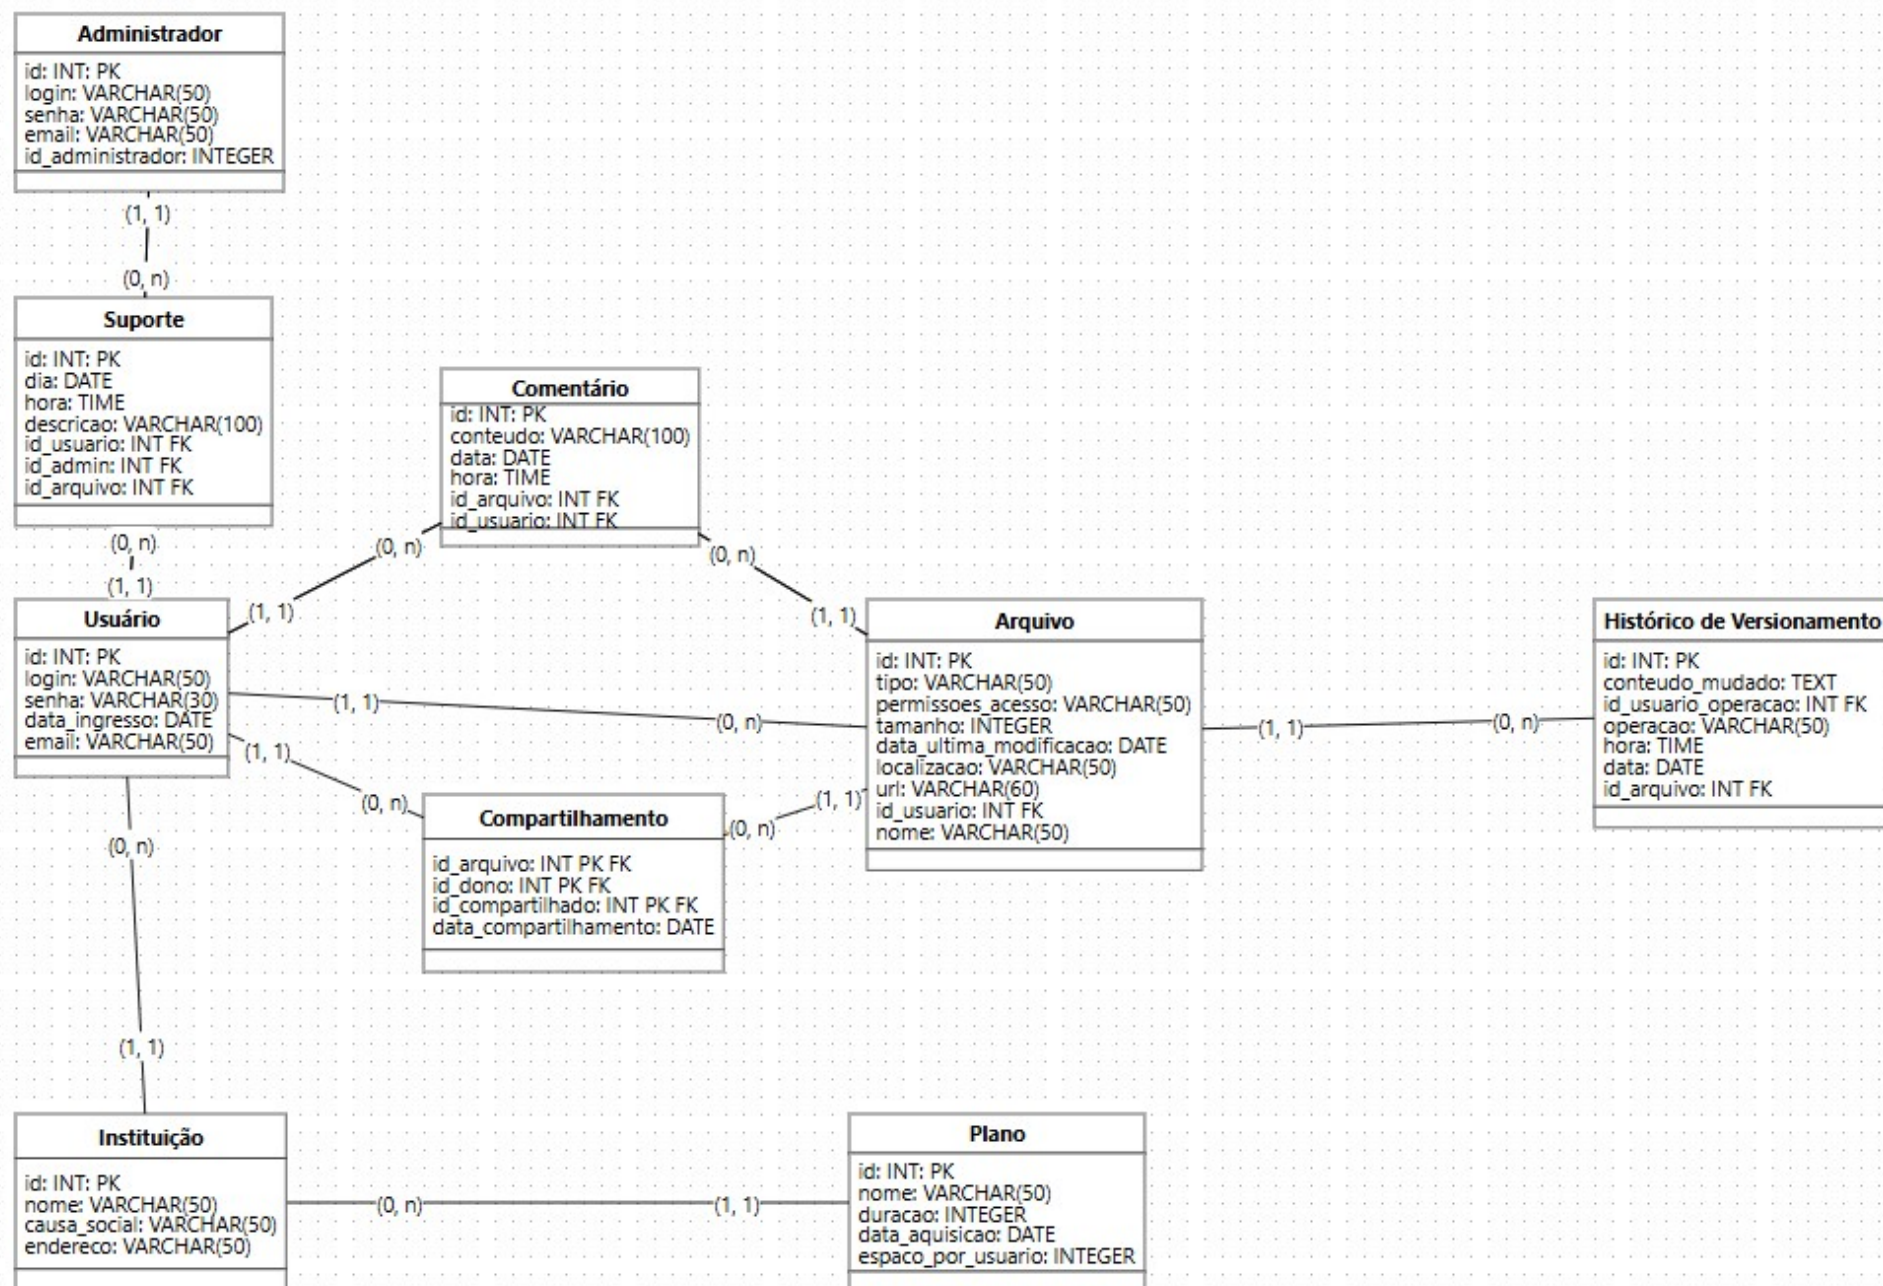 Administrador
id: INT: PK
login: VARCHAR(50)
senha: VARCHAR(50)
email: VARCHAR(50)
id_administrador: INTEGER
(1, 1)
(0, n)
Suporte
id: INT: PK
dia: DATE
hora: TIME
descricao: VARCHAR(100)
id_usuario: INT FK
id_admin: INT FK
id_arquivo: INT FK
(0, n)
(1, 1)
Comentário
id: INT: PK
conteudo: VARCHAR(100)
data: DATE
hora: TIME
id_arquivo: INT FK
id_usuario: INT FK
(0, n)
(0, n)
(1, 1)
(1, 1)
Usuário
id: INT: PK
login: VARCHAR(50)
senha: VARCHAR(30)
data_ingresso: DATE
email: VARCHAR(50)
(1, 1)
(0, n)
(1, 1)
(0, n)
Arquivo
id: INT: PK
tipo: VARCHAR(50)
permissoes_acesso: VARCHAR(50)
tamanho: INTEGER
data_ultima_modificacao: DATE
localizacao: VARCHAR(50)
url: VARCHAR(60)
id_usuario: INT FK
nome: VARCHAR(50)
(1, 1)
(0, n)
Histórico de Versionamento
id: INT: PK
conteudo_mudado: TEXT
id_usuario_operacao: INT FK
operacao: VARCHAR(50)
hora: TIME
data: DATE
id_arquivo: INT FK
(1, 1)
(0, n)
Compartilhamento
id_arquivo: INT PK FK
id_dono: INT PK FK
id_compartilhado: INT PK FK
data_compartilhamento: DATE
(0, n)
(1, 1)
Instituição
id: INT: PK
nome: VARCHAR(50)
causa_social: VARCHAR(50)
endereco: VARCHAR(50)
(0, n)
(1, 1)
Plano
id: INT: PK
nome: VARCHAR(50)
duracao: INTEGER
data_aquisicao: DATE
espaco_por_usuario: INTEGER